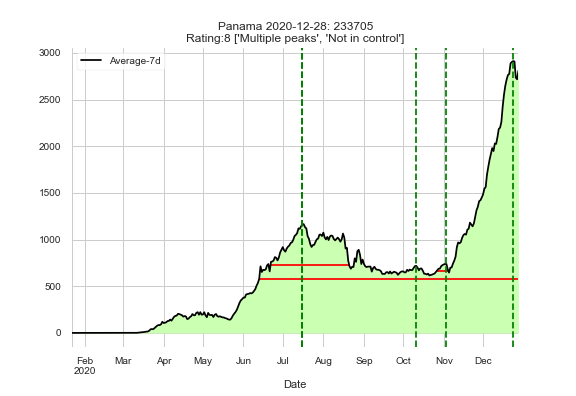 Panama 2020-12-28: 233705
Rating:8 ['Multiple peaks', 'Not in control']
Average-7d
3000
2500
2000
1500
1000
500
0
Feb Mar Apr May Jun Jul Aug Sep Oct Nov Dec
2020
Date